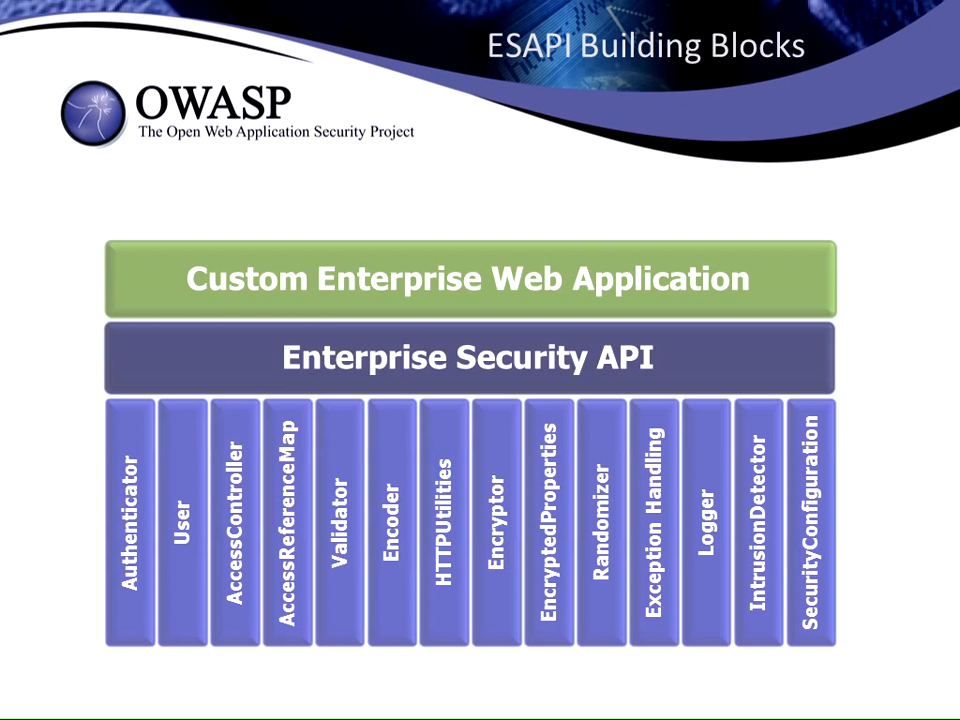 ESAPI Building Blocks
OWASP
The Open Web Application Security Project
Custom Enterprise Web Application
Enterprise Security API
Authenticator
User
AccessController
AccessReferenceMap
Validator
Encoder
HTTPUtilities
Encryptor
EncryptedProperties
Randomizer
Exception Handling
Logger
IntrusionDetector
SecurityConfiguration